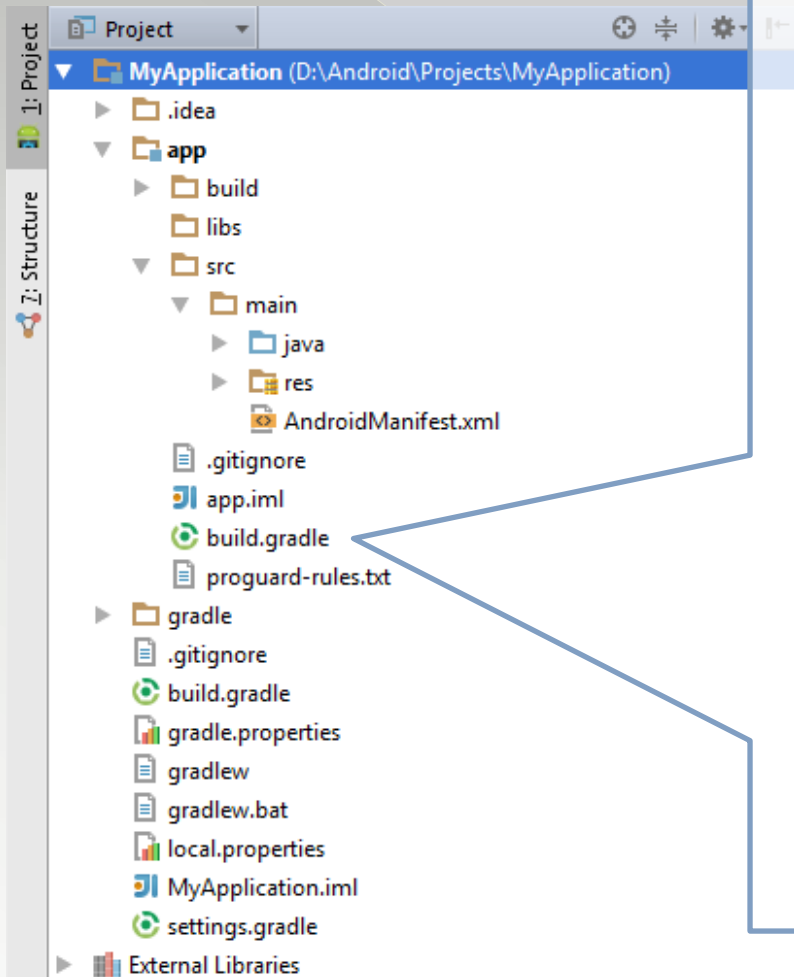 1: Project
7: Structure
Project
MyApplication (D:\Android\Projects\MyApplication)
.idea
app
build
libs
src
main
java
res
AndroidManifest.xml
.gitignore
app.iml
build.gradle
proguard-rules.txt
gradle
.gitignore
build.gradle
gradle.properties
gradlew
gradlew.bat
local.properties
MyApplication.iml
settings.gradle
External Libraries